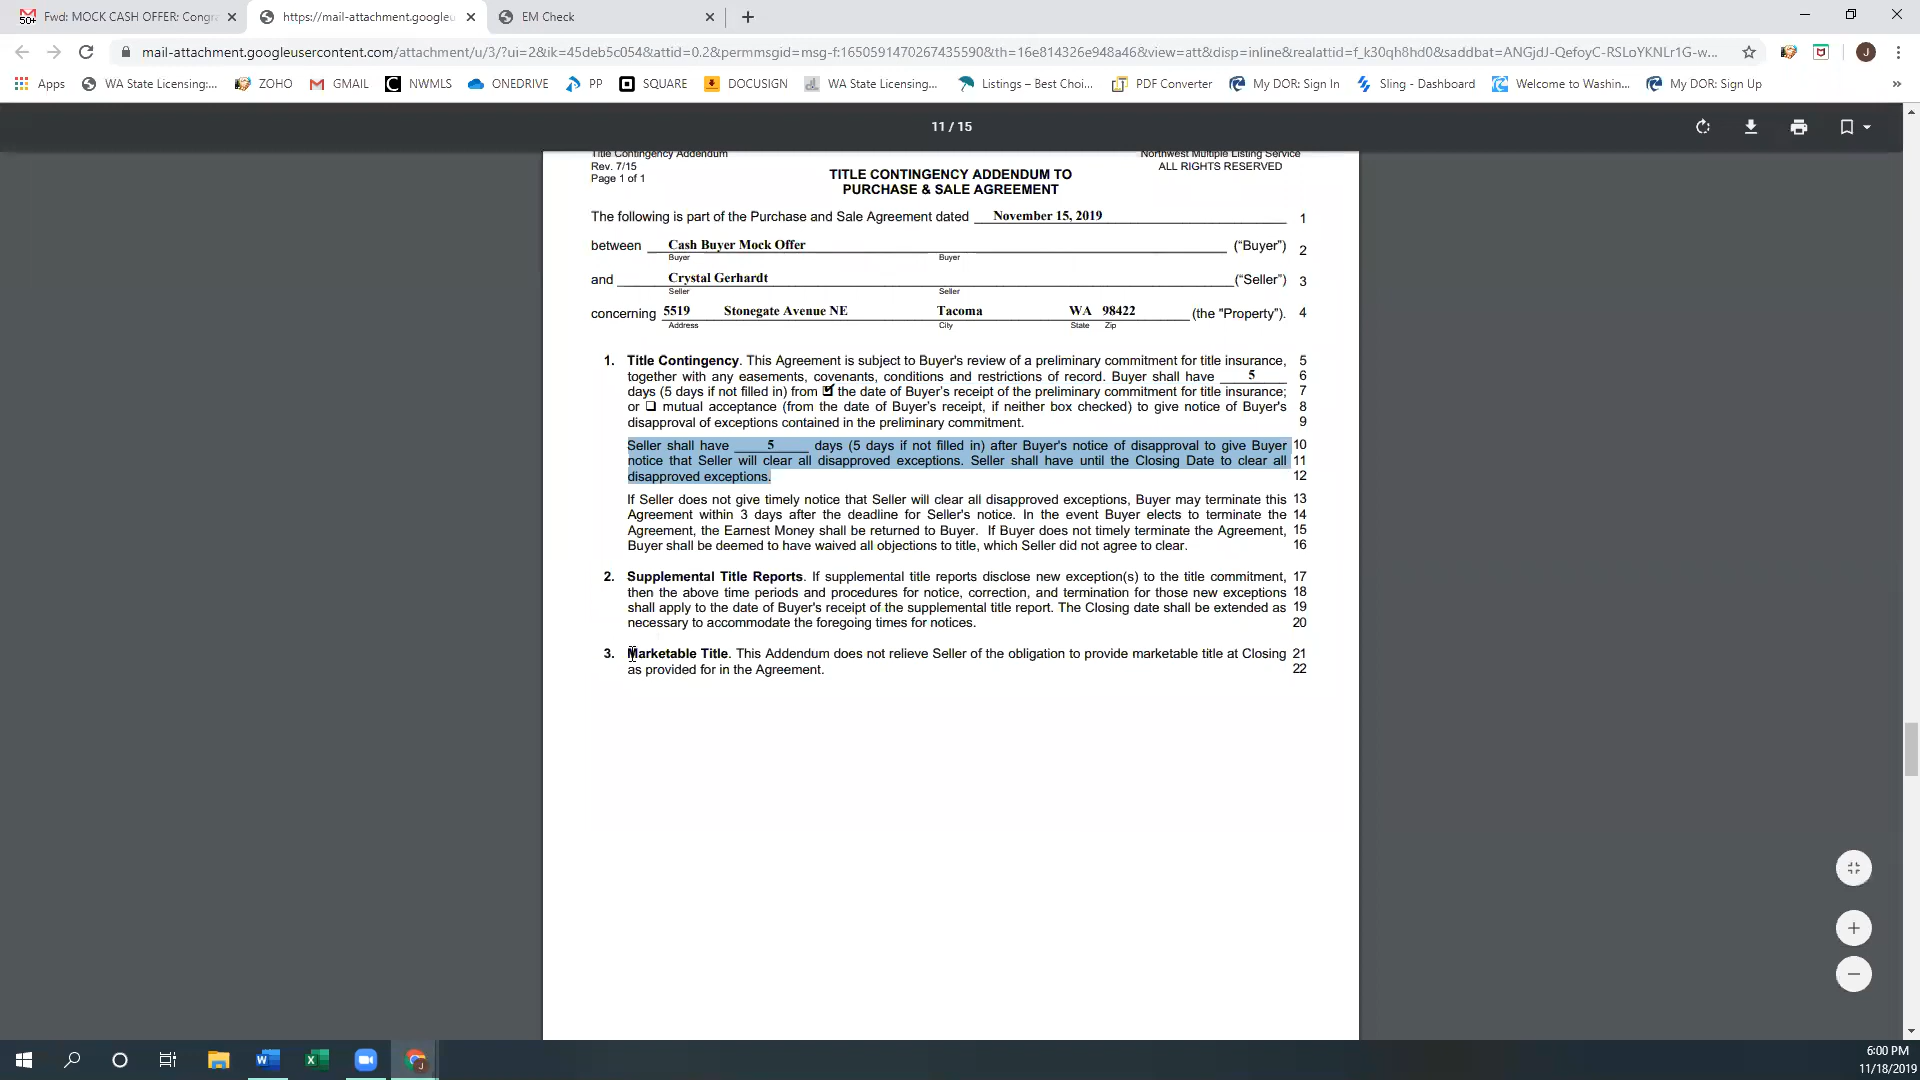 50+ Fwd: MOCK CASH OFFER: Congr
https://mail-attachment.googleu
EM Check
mail-attachment.googleusercontent.com/attachment/u/3/?ui=2&ik=45deb5c054&attid=0.2&permmsgid=msg-f:1650591470267435590&th=16e814326e948a46&view=att&disp=inline&realattid=f_k30qh8hd0&saddbat=ANGjdJ-QefoyC-RSLoYKNLr1G-w...
J
Apps WA State Licensing:... ZOHO GMAIL NWMLS ONEDRIVE PP SQUARE DOCUSIGN WA State Licensing... Listings – Best Choi... PDF Converter My DOR: Sign In Sling - Dashboard Welcome to Washin... My DOR: Sign Up »
11 / 15
Title Contingency Addendum
Rev. 7/15
Page 1 of 1
Northwest Multiple Listing Service
ALL RIGHTS RESERVED
TITLE CONTINGENCY ADDENDUM TO
PURCHASE & SALE AGREEMENT
The following is part of the Purchase and Sale Agreement dated November 15, 2019 1
between Cash Buyer Mock Offer (“Buyer”) 2
Buyer Buyer
and Crystal Gerhardt (“Seller”) 3
Seller Seller
concerning 5519 Stonegate Avenue NE Tacoma WA 98422 (the "Property"). 4
Address City State Zip
1. Title Contingency. This Agreement is subject to Buyer's review of a preliminary commitment for title insurance, 5
together with any easements, covenants, conditions and restrictions of record. Buyer shall have 5 6
days (5 days if not filled in) from the date of Buyer’s receipt of the preliminary commitment for title insurance; 7
or mutual acceptance (from the date of Buyer’s receipt, if neither box checked) to give notice of Buyer's 8
disapproval of exceptions contained in the preliminary commitment. 9
Seller shall have 5 days (5 days if not filled in) after Buyer's notice of disapproval to give Buyer 10
notice that Seller will clear all disapproved exceptions. Seller shall have until the Closing Date to clear all 11
disapproved exceptions. 12
If Seller does not give timely notice that Seller will clear all disapproved exceptions, Buyer may terminate this 13
Agreement within 3 days after the deadline for Seller's notice. In the event Buyer elects to terminate the 14
Agreement, the Earnest Money shall be returned to Buyer. If Buyer does not timely terminate the Agreement, 15
Buyer shall be deemed to have waived all objections to title, which Seller did not agree to clear. 16
2. Supplemental Title Reports. If supplemental title reports disclose new exception(s) to the title commitment, 17
then the above time periods and procedures for notice, correction, and termination for those new exceptions 18
shall apply to the date of Buyer's receipt of the supplemental title report. The Closing date shall be extended as 19
necessary to accommodate the foregoing times for notices. 20
3. Marketable Title. This Addendum does not relieve Seller of the obligation to provide marketable title at Closing 21
as provided for in the Agreement. 22
6:00 PM
11/18/2019